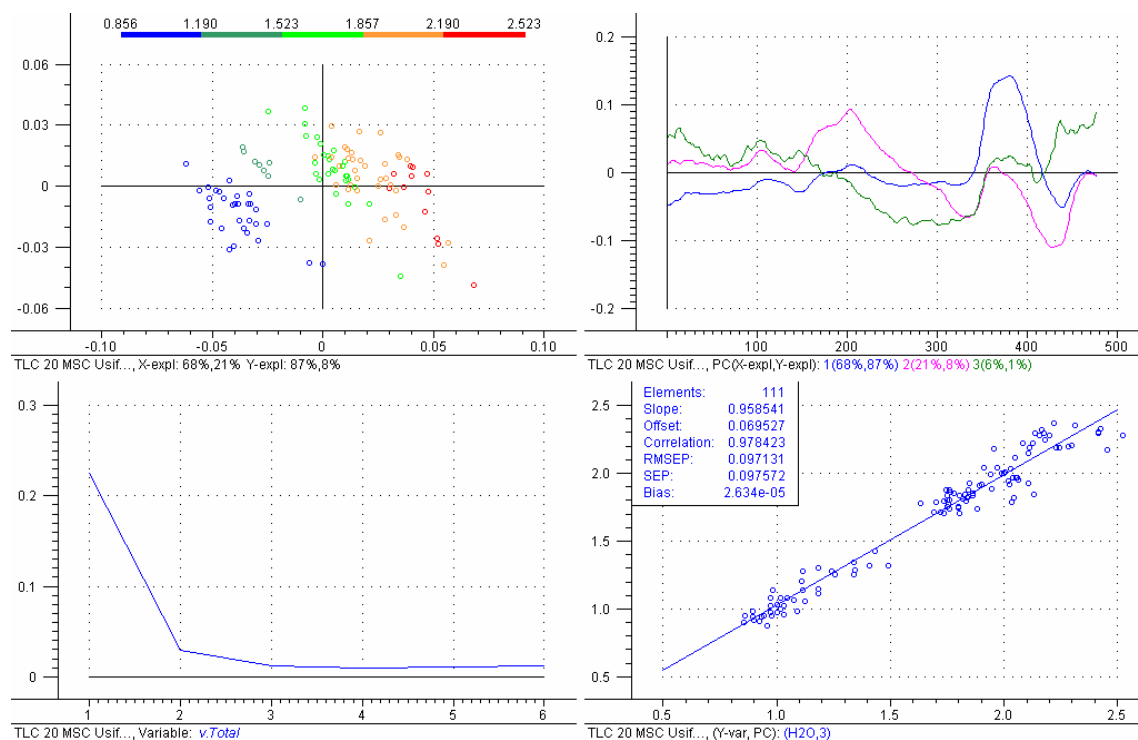 0.856 1.190 1.523 1.857 2.190 2.523
0.06
0.03
0
-0.03
-0.06
-0.10 -0.05 0 0.05 0.10
TLC 20 MSC Usif..., X-expl: 68%,21% Y-expl: 87%,8%
0.2
0.1
0
-0.1
-0.2
0 100 200 300 400 500
TLC 20 MSC Usif..., PC(X-expl,Y-expl): 1(68%,87%) 2(21%,8%) 3(6%,1%)
0.3
0.2
0.1
0
1 2 3 4 5 6
TLC 20 MSC Usif..., Variable: v.Total
Elements: 111
Slope: 0.958541
Offset: 0.069527
Correlation: 0.978423
RMSEP: 0.097131
SEP: 0.097572
Bias: 2.634e-05
2.5
2.0
1.5
1.0
0.5
0.5 1.0 1.5 2.0 2.5
TLC 20 MSC Usif..., (Y-var, PC): (H2O,3)